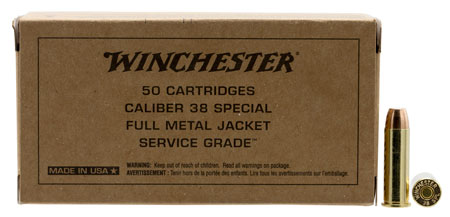 WINCHESTER
50 CARTRIDGES
CALIBER 38 SPECIAL
FULL METAL JACKET
SERVICE GRADE™
WARNING: Keep out of reach of children. Read all warnings on package.
AVERTISSEMENT : Tenir hors de la portée des enfants. Lire tous les avertissements sur l'emballage.
MADE IN USA★
WINCHESTER